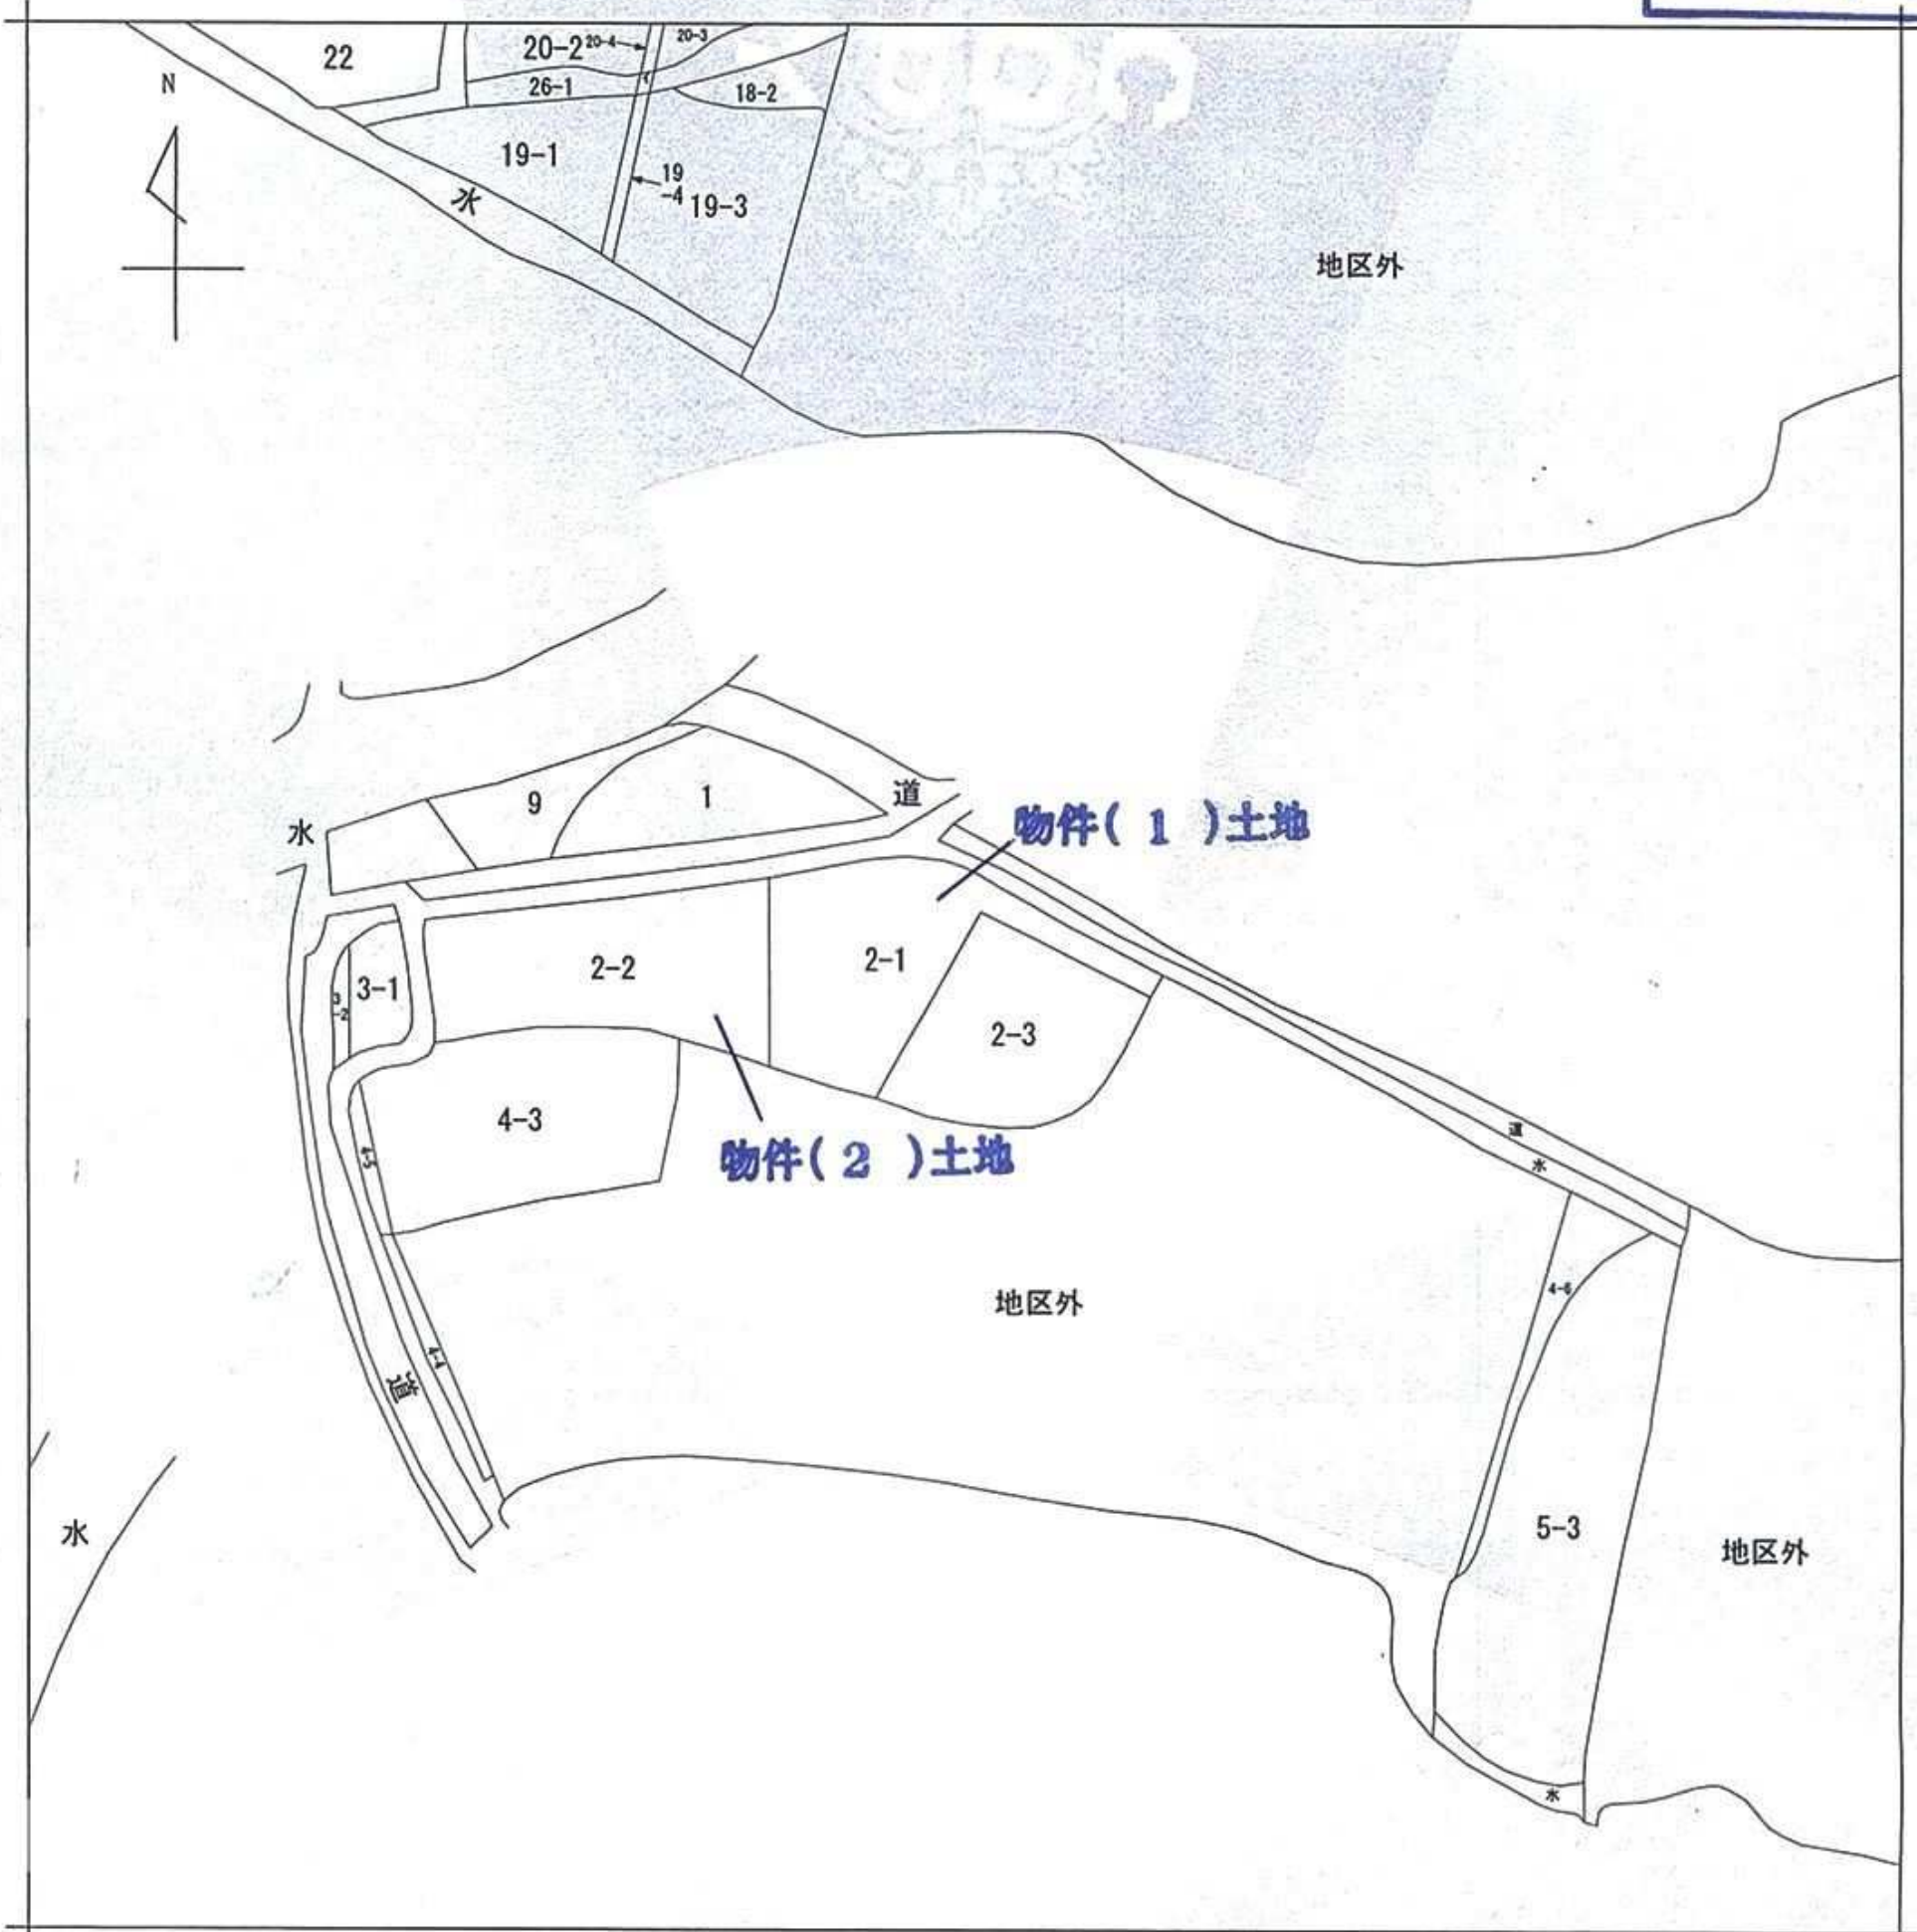 22
20-2
20-4
20-3
26-1
18-2
N
19-1
水
19
-4
19-3
地区外
9
1
道
水
物件( 1 )土地
2-2
2-1
3-1
3
-2
2-3
4-3
道
水
4-5
物件( 2 )土地
4-6
地区外
4-4
道
水
5-3
地区外
水